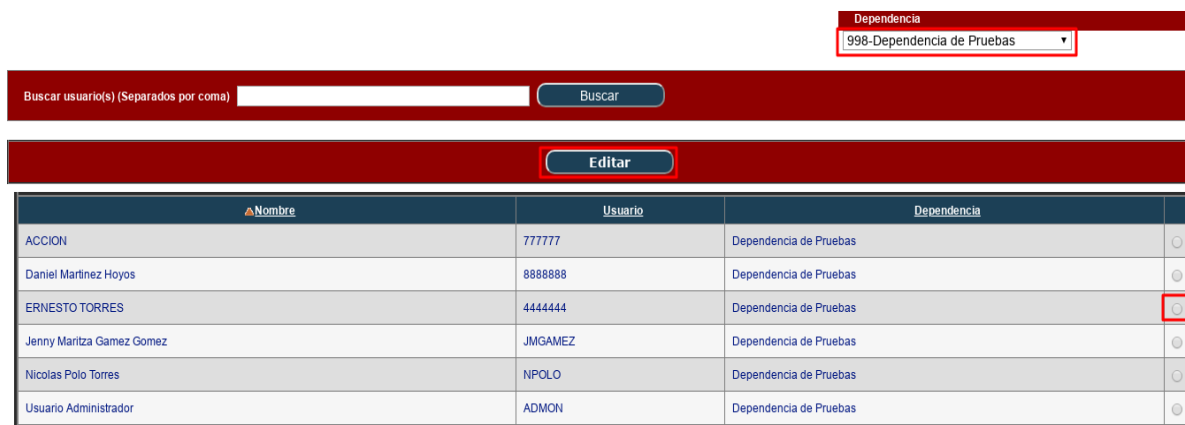 Dependencia
998-Dependencia de Pruebas
Buscar usuario(s) (Separados por coma) Buscar
Editar
Nombre Usuario Dependencia
ACCION 777777 Dependencia de Pruebas
Daniel Martinez Hoyos 8888888 Dependencia de Pruebas
ERNESTO TORRES 4444444 Dependencia de Pruebas
Jenny Maritza Gamez Gomez JMGAMEZ Dependencia de Pruebas
Nicolas Polo Torres NPOLO Dependencia de Pruebas
Usuario Administrador ADMON Dependencia de Pruebas